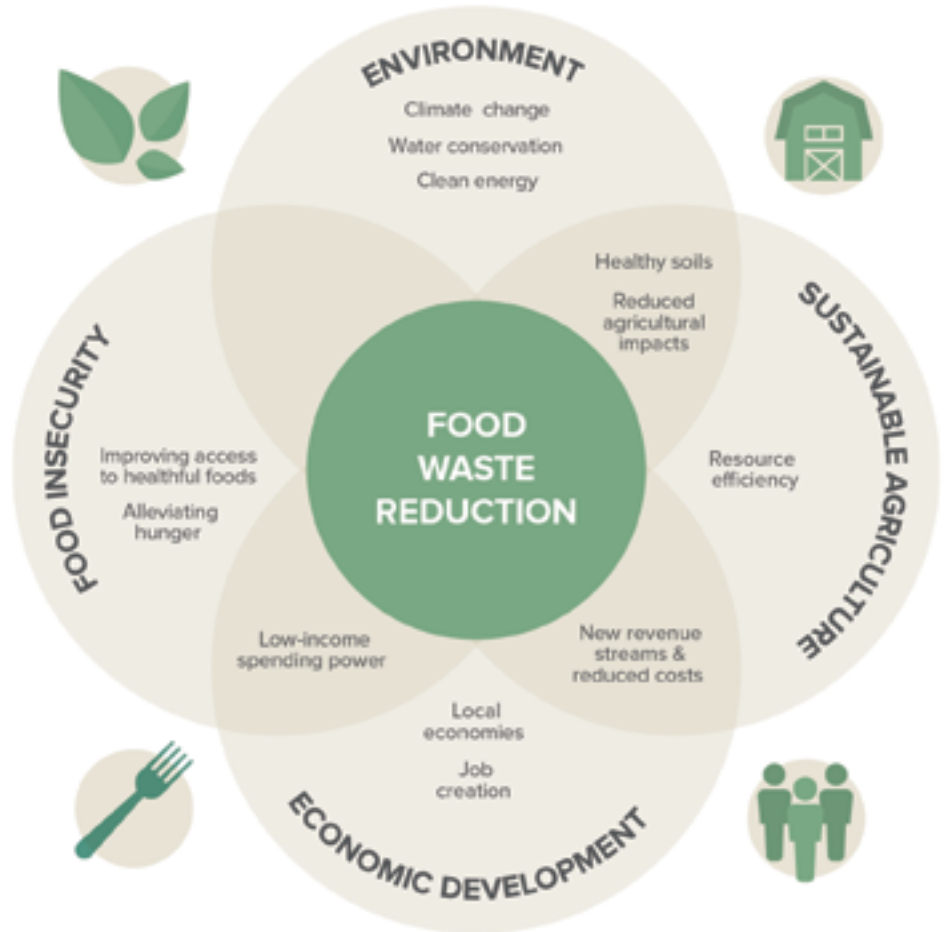 ENVIRONMENT
Climate change
Water conservation
Clean energy
Healthy soils
Reduced
agricultural
impacts
SUSTAINABLE AGRICULTURE
FOOD INSECURITY
FOOD
WASTE
REDUCTION
Improving access
to healthful foods
Alleviating
hunger
Resource
efficiency
Low-income
spending power
New revenue
streams &
reduced costs
Local
economies
Job
creation
ECONOMIC DEVELOPMENT